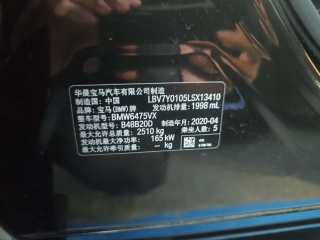 华晨宝马汽车有限公司制造
制造国：中国 LBV7Y0105LSX13410
品牌：宝马(BMW)牌 发动机排量：1998 mL
整车型号：BMW6475VX
发动机型号：B48B20D 制造年月：2020-04
最大允许总质量：2510 kg 乘坐人数：5
发动机最大净功率：165 kW
最大允许牵引质量：— kg